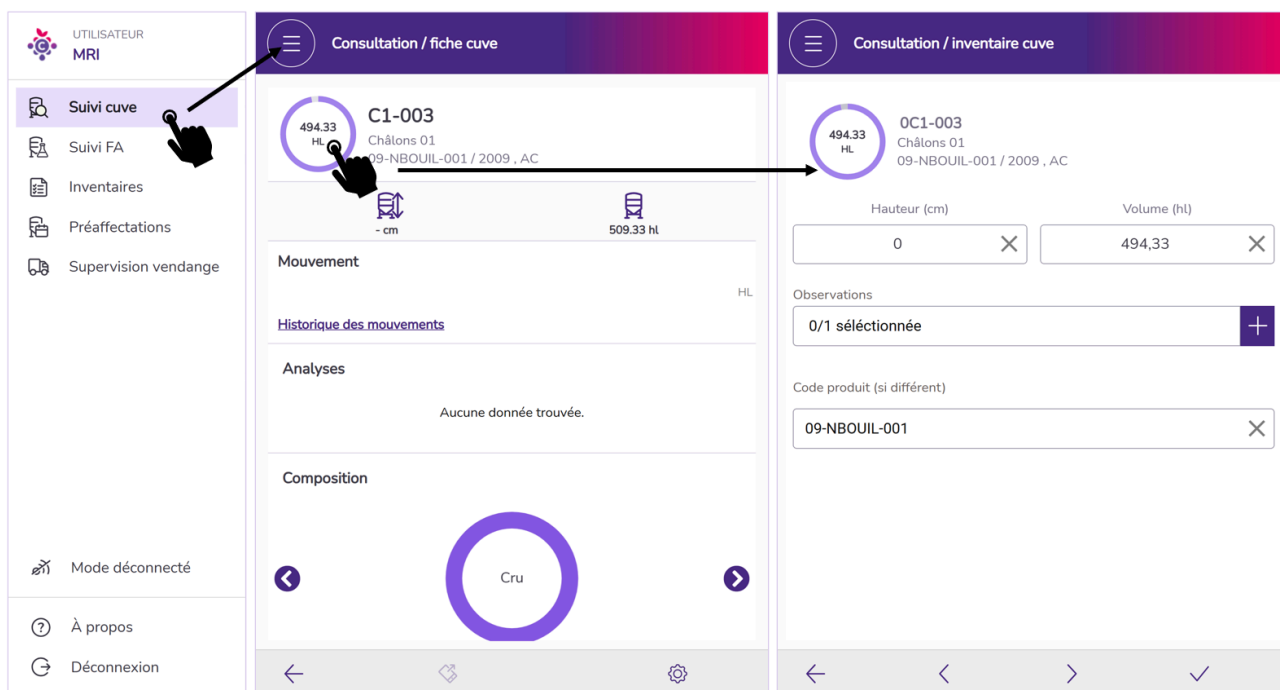 UTILISATEUR
MRI
Suivi cuve
Suivi FA
Inventaires
Préaffectations
Supervision vendange
Mode déconnecté
À propos
Déconnexion
Consultation / fiche cuve
494.33
HL
C1-003
Châlons 01
09-NBOUIL-001 / 2009 , AC
- cm
509.33 hl
Mouvement
HL
Historique des mouvements
Analyses
Aucune donnée trouvée.
Composition
Cru
Consultation / inventaire cuve
494.33
HL
0C1-003
Châlons 01
09-NBOUIL-001 / 2009 , AC
Hauteur (cm)
Volume (hl)
0
494,33
Observations
0/1 séléctionnée
Code produit (si différent)
09-NBOUIL-001